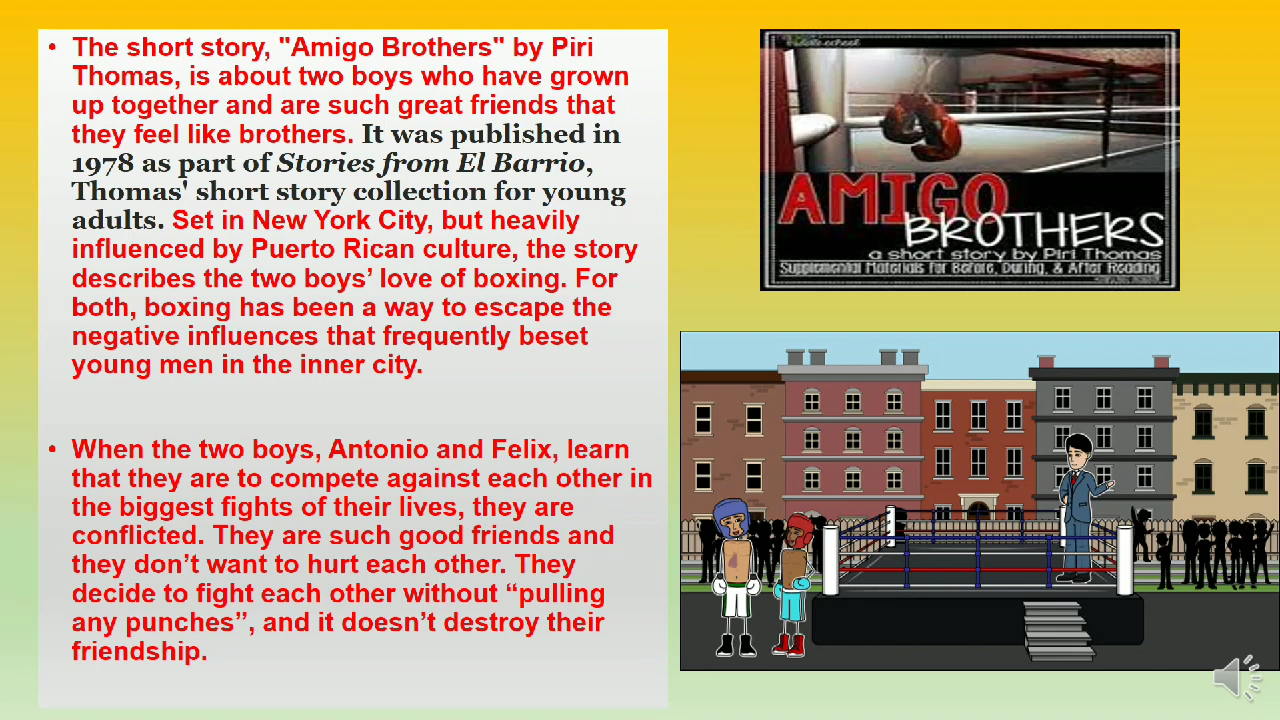 • The short story, "Amigo Brothers" by Piri
Thomas, is about two boys who have grown
up together and are such great friends that
they feel like brothers. It was published in
1978 as part of Stories from El Barrio,
Thomas' short story collection for young
adults. Set in New York City, but heavily
influenced by Puerto Rican culture, the story
describes the two boys’ love of boxing. For
both, boxing has been a way to escape the
negative influences that frequently beset
young men in the inner city.
• When the two boys, Antonio and Felix, learn
that they are to compete against each other in
the biggest fights of their lives, they are
conflicted. They are such good friends and
they don’t want to hurt each other. They
decide to fight each other without “pulling
any punches”, and it doesn’t destroy their
friendship.
middle school
AMIGO
BROTHERS
a short story by Piri Thomas
Supplemental Materials for Before, During, & After Reading